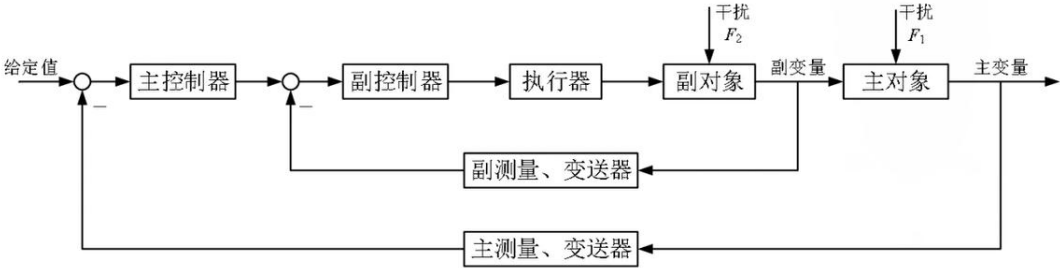 干扰
F₂
干扰
F₁
给定值
主控制器
副控制器
执行器
副对象
副变量
主对象
主变量
副测量、变送器
主测量、变送器